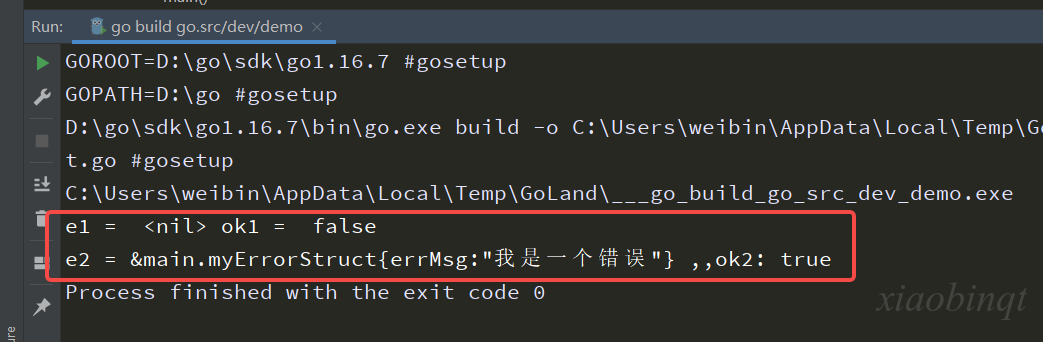 main()
Run: go build go.src/dev/demo ×
GOROOT=D:\go\sdk\go1.16.7 #gosetup
GOPATH=D:\go #gosetup
D:\go\sdk\go1.16.7\bin\go.exe build -o C:\Users\weibin\AppData\Local\Temp\Go
t.go #gosetup
C:\Users\weibin\AppData\Local\Temp\GoLand\___go_build_go_src_dev_demo.exe
e1 =  <nil> ok1 =  false
e2 = &main.myErrorStruct{errMsg:"我是一个错误"} ,,ok2: true
Process finished with the exit code 0
xiaobinqt